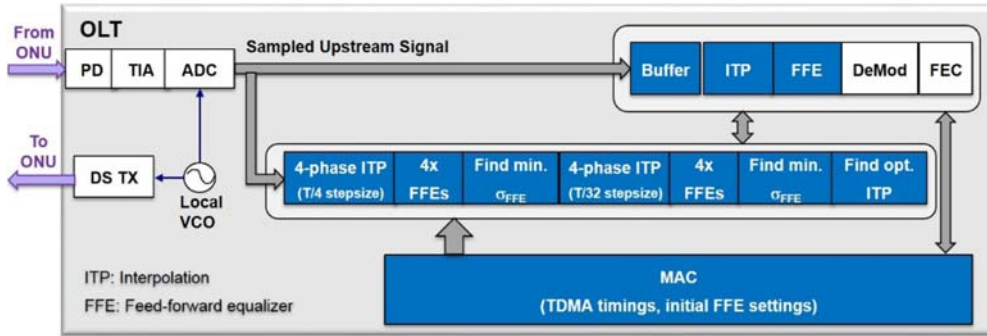 OLT
From
ONU
PD
TIA
ADC
Sampled Upstream Signal
Buffer
ITP
FFE
DeMod
FEC
To
ONU
DS TX
Local
VCO
4-phase ITP
(T/4 stepsize)
4x
FFEs
Find min.
σFFE
4-phase ITP
(T/32 stepsize)
4x
FFEs
Find min.
σFFE
Find opt.
ITP
MAC
(TDMA timings, initial FFE settings)
ITP: Interpolation
FFE: Feed-forward equalizer